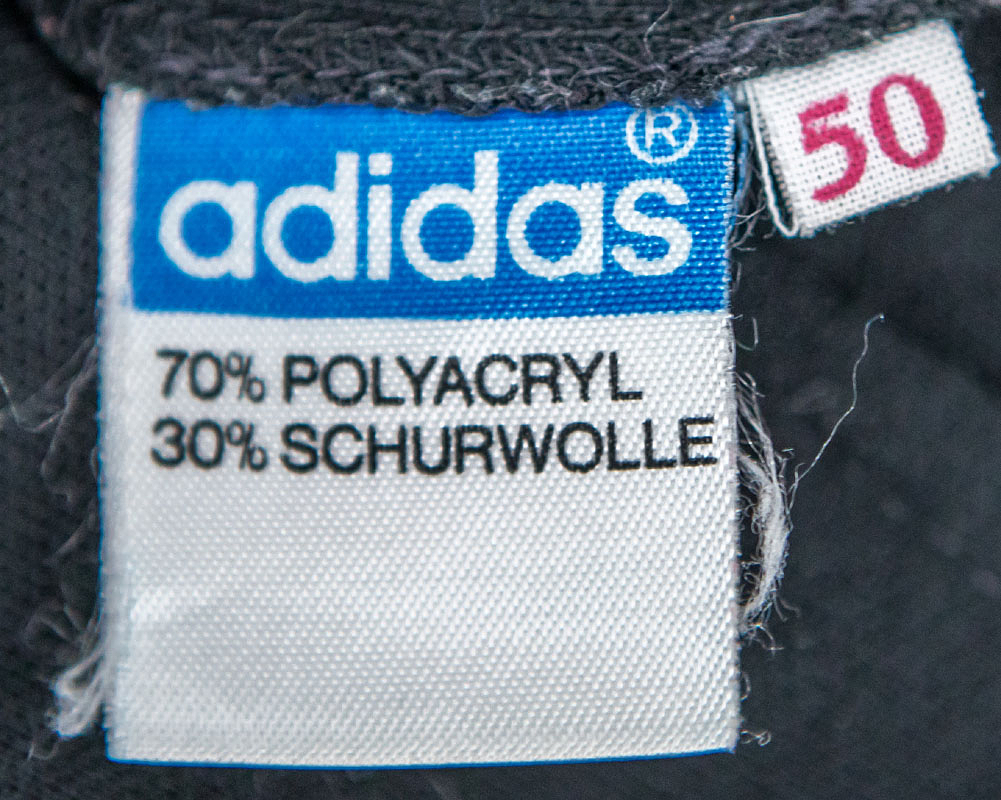 adidas®
50
70% POLYACRYL
30% SCHURWOLLE